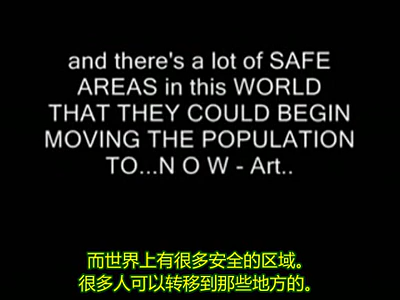 and there's a lot of SAFE
AREAS in this WORLD
THAT THEY COULD BEGIN
MOVING THE POPULATION
TO...N O W - Art..
而世界上有很多安全的区域。
很多人可以转移到那些地方的。